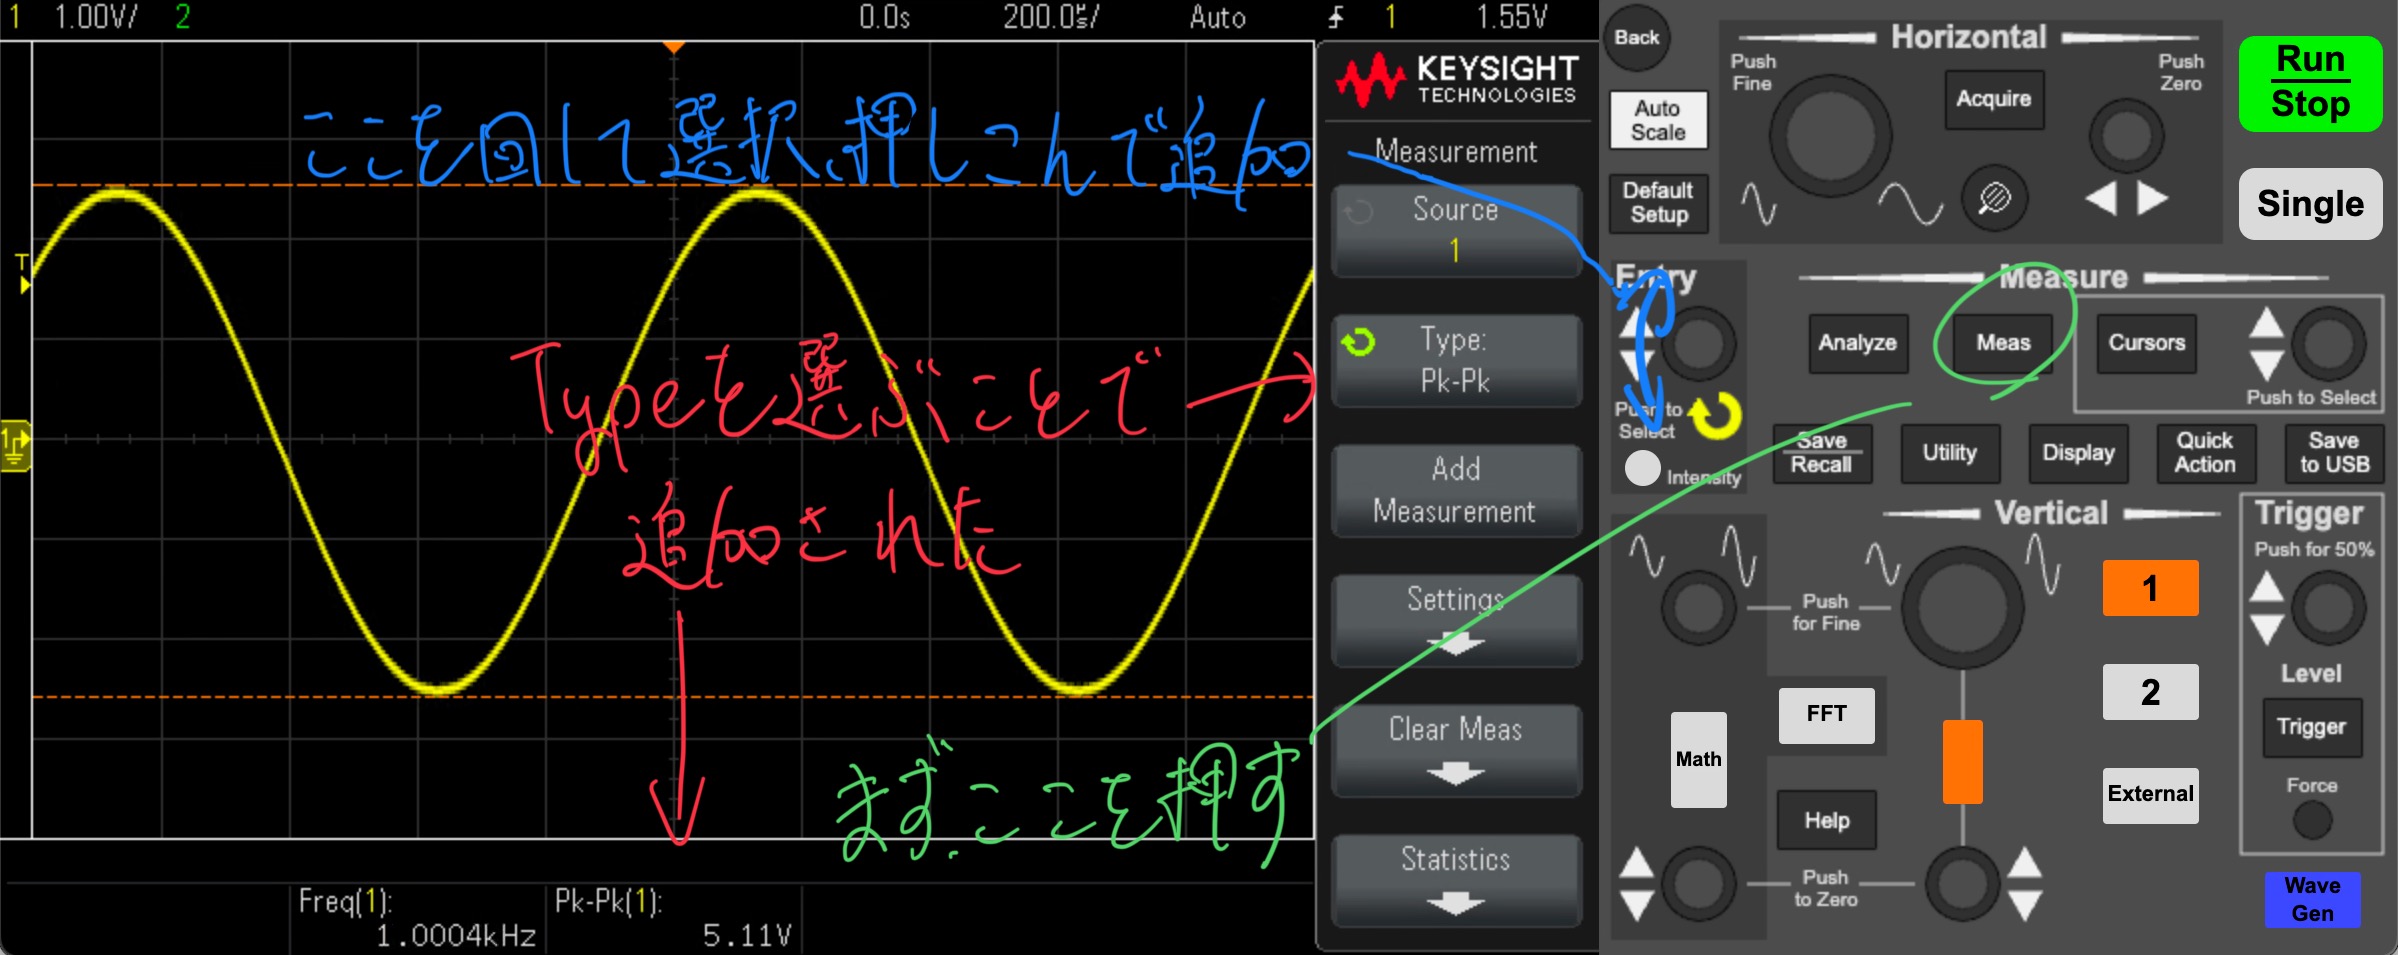 1 1.00V/ 2 0.0s 200.0µs/ Auto 1 1.55V
ここを回して選択、押しこんで追加
Typeを選ぶことで
追加された
まず、ここを押す
T
1
Freq(1): Pk-Pk(1):
1.0004kHz 5.11V
KEYSIGHT
TECHNOLOGIES
Measurement
Source
1
Type:
Pk-Pk
Add
Measurement
Settings
Clear Meas
Statistics
Back
Horizontal
Push
Fine
Push
Zero
Acquire
Run
Stop
Auto
Scale
Default
Setup
Single
Entry
Measure
Analyze
Meas
Cursors
Push to Select
Push to
Select
Intensity
Save
Recall
Utility
Display
Quick
Action
Save
to USB
Vertical
Trigger
Push for 50%
Push
for Fine
1
2
External
Level
Trigger
Force
Math
FFT
Help
Push
to Zero
Wave
Gen